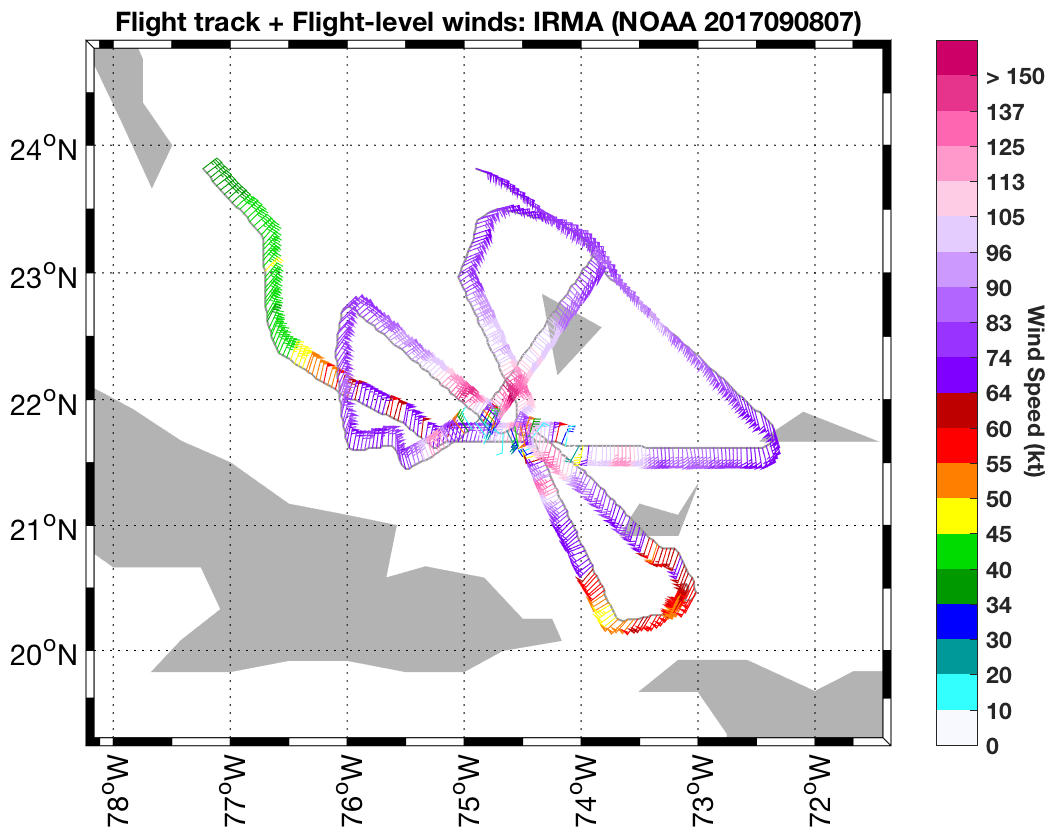 Flight track + Flight-level winds: IRMA (NOAA 2017090807)
24°N
23°N
22°N
21°N
20°N
78°W
77°W
76°W
75°W
74°W
73°W
72°W
> 150
137
125
113
105
96
90
83
74
64
60
55
50
45
40
34
30
20
10
0
Wind Speed (kt)